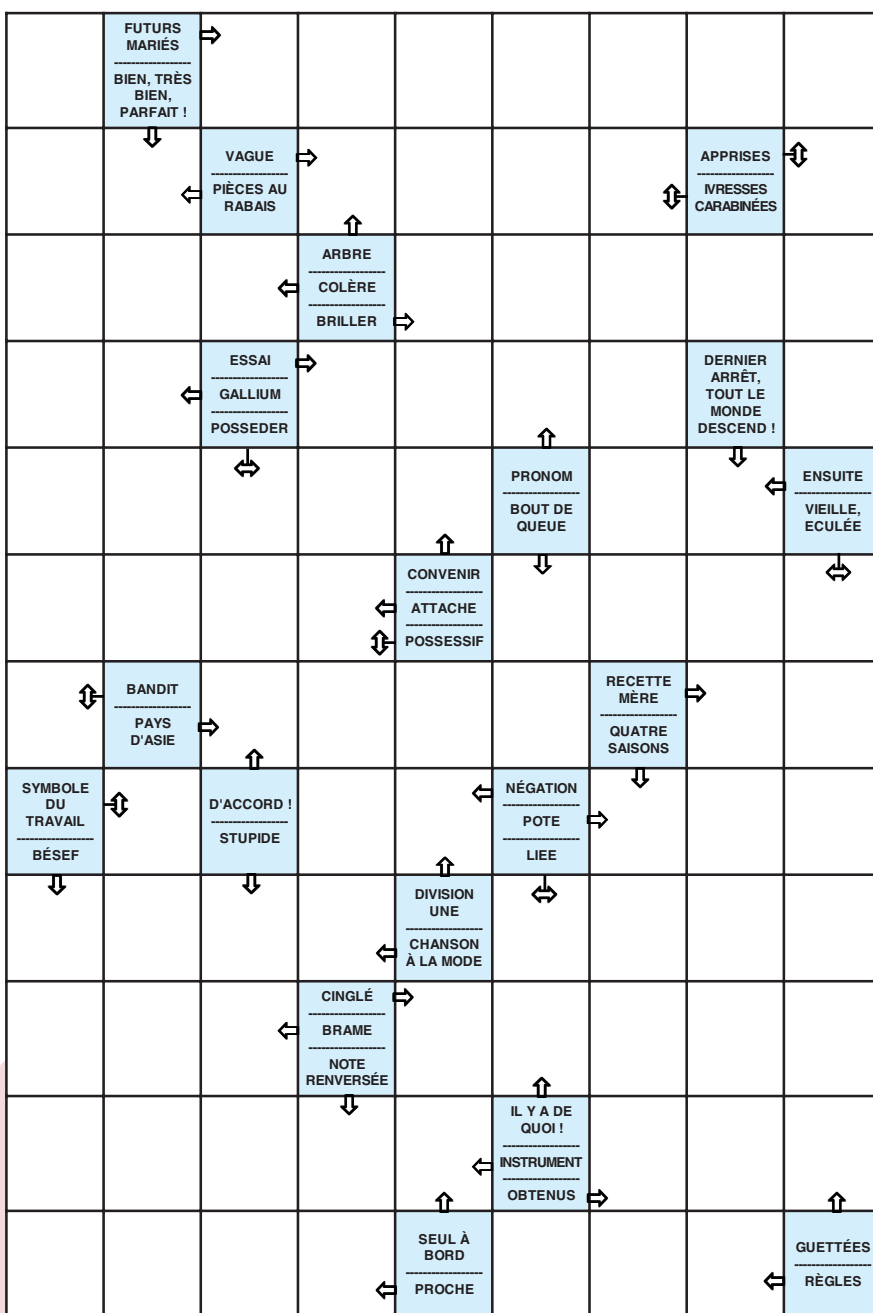 FUTURS
MARIÉS
BIEN, TRÈS
BIEN,
PARFAIT !
VAGUE
PIÈCES AU
RABAIS
APPRISES
IVRESSES
CARABINÉES
ARBRE
COLÈRE
BRILLER
ESSAI
GALLIUM
POSSEDER
DERNIER
ARRÊT,
TOUT LE
MONDE
DESCEND !
PRONOM
BOUT DE
QUEUE
ENSUITE
VIEILLE,
ECULÉE
CONVENIR
ATTACHE
POSSESSIF
BANDIT
PAYS
D'ASIE
RECETTE
MÈRE
QUATRE
SAISONS
SYMBOLE
DU
TRAVAIL
BÉSEF
D'ACCORD !
STUPIDE
NÉGATION
POTE
LIEE
DIVISION
UNE
CHANSON
À LA MODE
CINGLÉ
BRAME
NOTE
RENVERSÉE
IL Y A DE
QUOI !
INSTRUMENT
OBTENUS
SEUL À
BORD
PROCHE
GUETTÉES
RÈGLES